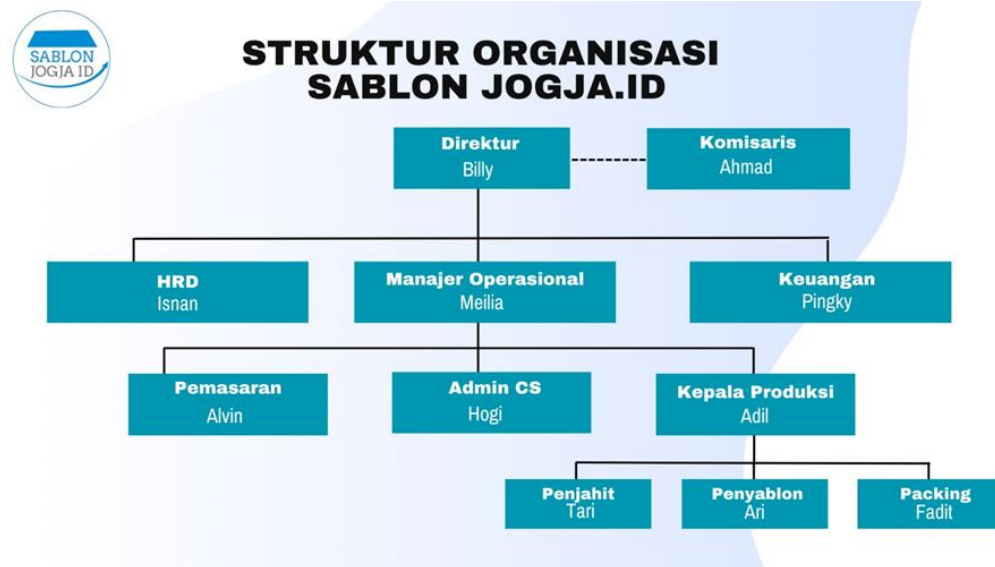 SABLON
JOGJA ID
STRUKTUR ORGANISASI
SABLON JOGJA.ID
Direktur
Billy
Komisaris
Ahmad
HRD
Isnan
Manajer Operasional
Meilia
Keuangan
Pingky
Pemasaran
Alvin
Admin CS
Hogi
Kepala Produksi
Adil
Penjahit
Tari
Penyablon
Ari
Packing
Fadit